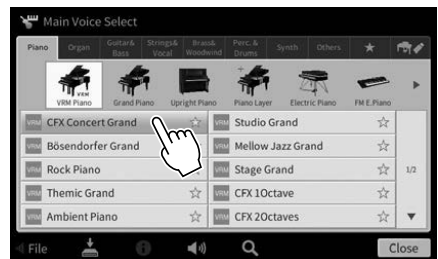 Main Voice Select
Piano Organ Guitar& Bass Strings& Vocal Brass& Woodwind Perc. & Drums Synth Others
VRM Piano Grand Piano Upright Piano Piano Layer Electric Piano FM E.Piano
VRM CFX Concert Grand VRM Studio Grand
VRM Bösendorfer Grand VRM Mellow Jazz Grand
VRM Rock Piano VRM Stage Grand 1/2
VRM Themic Grand VRM CFX 1Octave
VRM Ambient Piano VRM CFX 2Octaves
File Close